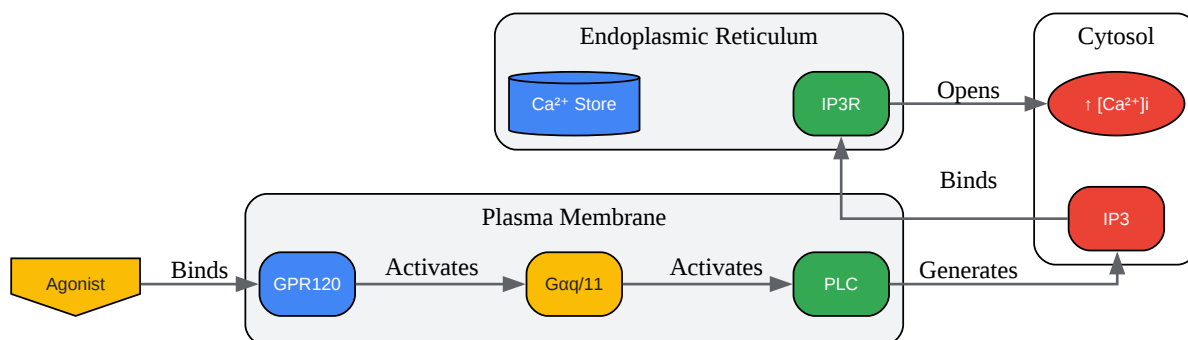 Endoplasmic Reticulum
Cytosol
Ca²⁺ Store
IP3R
Opens
↑ [Ca²⁺]i
Binds
Plasma Membrane
IP3
Agonist
Binds
GPR120
Activates
Gαq/11
Activates
PLC
Generates